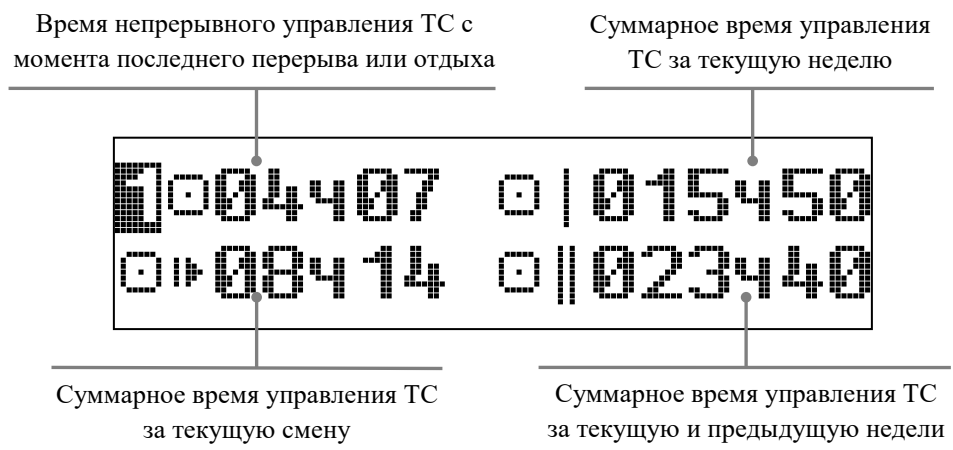 Время непрерывного управления ТС с
момента последнего перерыва или отдыха
Суммарное время управления
ТС за текущую неделю
1 04ч07 015ч50
08ч14 023ч40
Суммарное время управления ТС
за текущую смену
Суммарное время управления ТС
за текущую и предыдущую недели